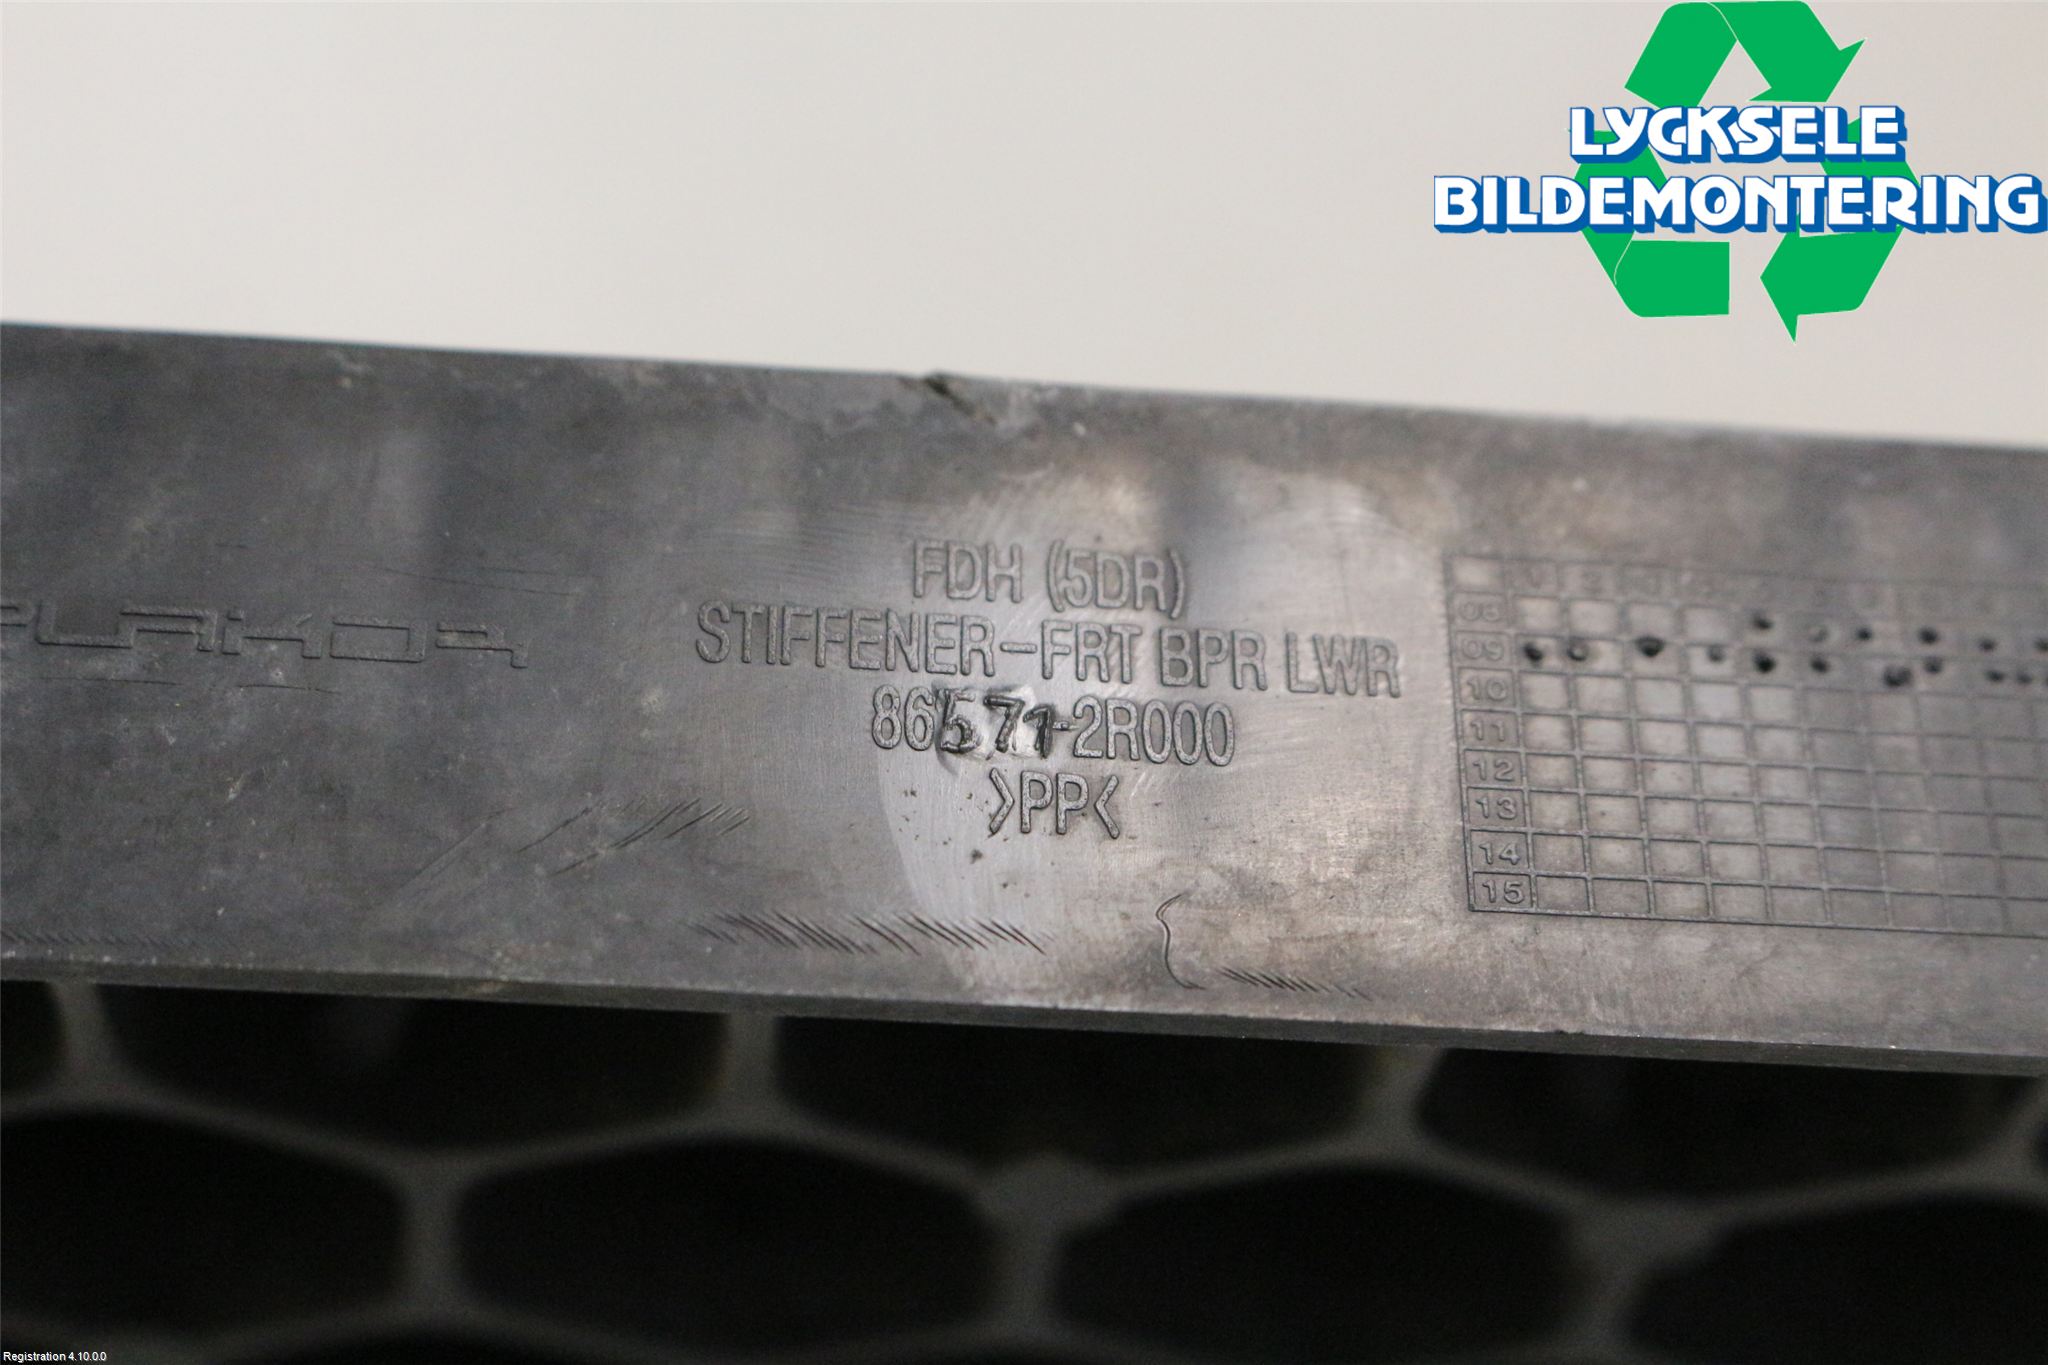 LYCKSELE
BILDEMONTERING
FDH (5DR)
STIFFENER-FRT BPR LWR
86571-2R000
>PP<
08
09
10
11
12
13
14
15
Registration 4.10.0.0